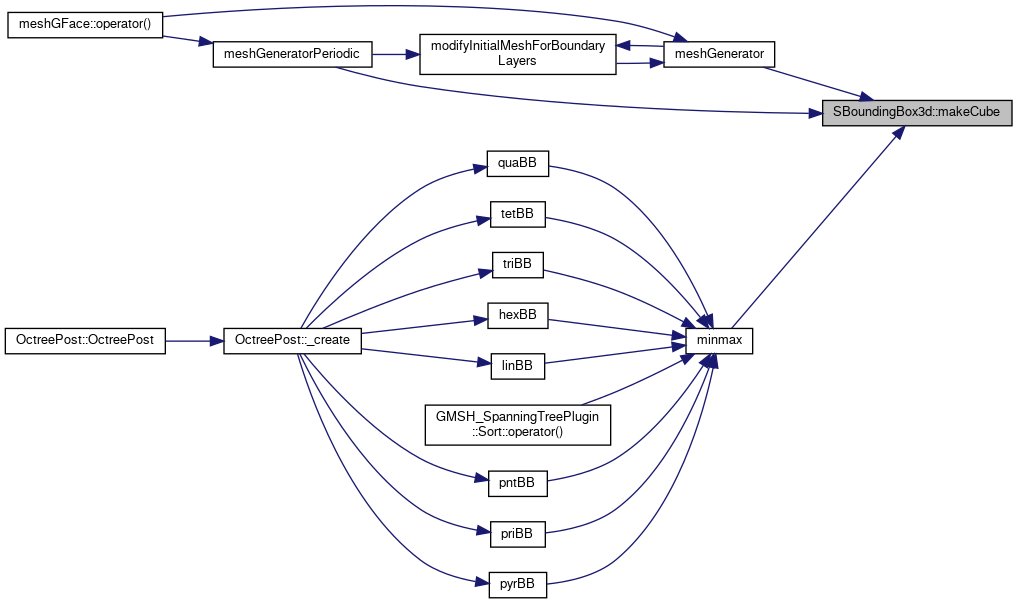 meshGFace::operator()
meshGeneratorPeriodic
modifyInitialMeshForBoundary
Layers
meshGenerator
SBoundingBox3d::makeCube
quaBB
tetBB
triBB
hexBB
linBB
GMSH_SpanningTreePlugin
::Sort::operator()
pntBB
priBB
pyrBB
OctreePost::OctreePost
OctreePost::_create
minmax